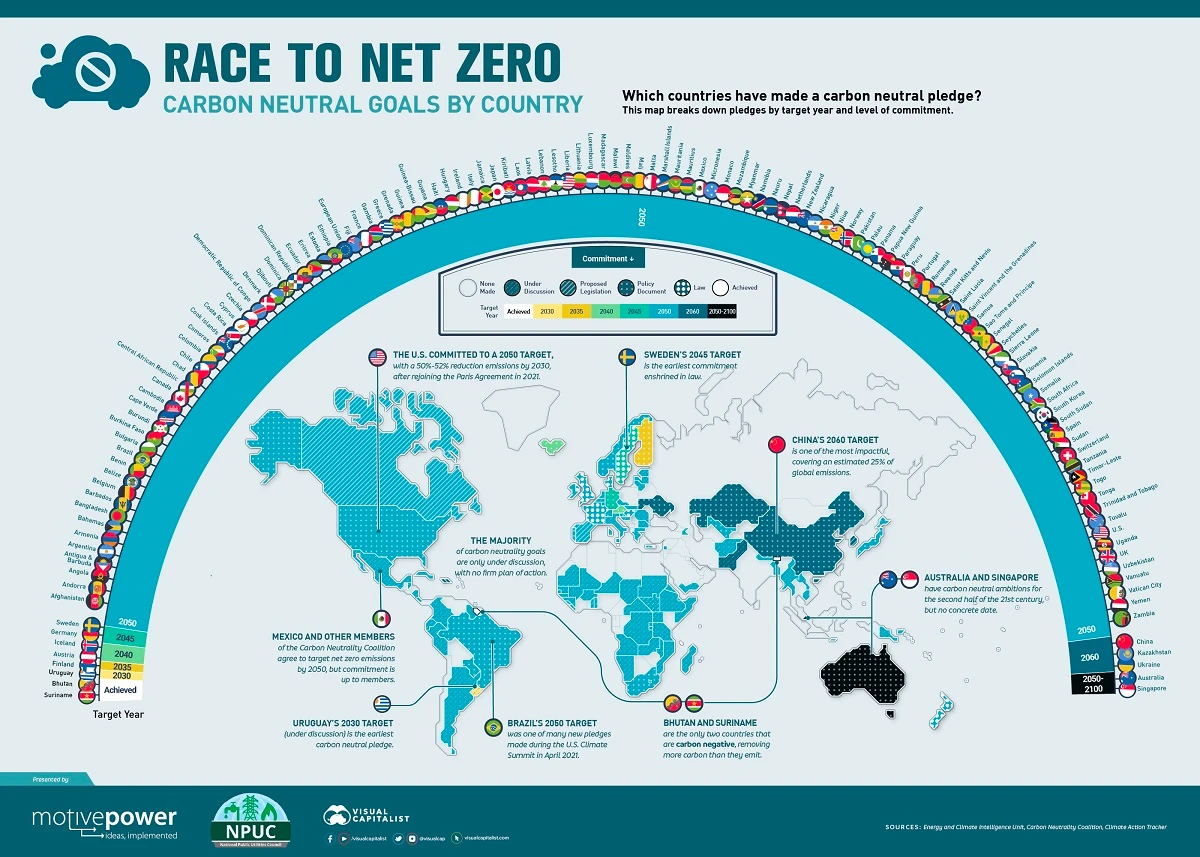 RACE TO NET ZERO
CARBON NEUTRAL GOALS BY COUNTRY
Which countries have made a carbon neutral pledge?
This map breaks down pledges by target year and level of commitment.
Suriname
Bhutan
Uruguay
Finland
Austria
Iceland
Germany
Sweden
Afghanistan
Andorra
Angola
Antigua &
Barbuda
Argentina
Armenia
Bahamas
Bangladesh
Barbados
Belgium
Belize
Benin
Brazil
Bulgaria
Burkina Faso
Burundi
Cape Verde
Cambodia
Canada
Central African Republic
Chad
Chile
Columbia
Comoros
Cook Islands
Costa Rica
Cyprus
Czechia
Democratic Republic of Congo
Denmark
Djibouti
Dominica
Dominican Republic
Ecuador
Eritrea
Estonia
Ethiopia
European Union
Fiji
France
Gambia
Greece
Grenada
Guinea
Guinea Bissau
Guyana
Haiti
Hungary
Ireland
Italy
Jamaica
Japan
Kiribati
Laos
Latvia
Lebanon
Lesotho
Liberia
Lithuania
Luxembourg
Madagascar
Malawi
Maldives
Mali
Malta
Marshall Islands
Mauritania
Mauritius
Mexico
Micronesia
Monaco
Mozambique
Myanmar
Namibia
Nauru
Nepal
Netherlands
New Zealand
Nicaragua
Niger
Niue
Norway
Pakistan
Palau
Panama
Papua New Guinea
Paraguay
Peru
Portugal
Romania
Rwanda
Saint Kitts and Nevis
Saint Lucia
Saint Vincent and the Grenadines
Samoa
Sao Tome and Principe
Senegal
Seychelles
Sierra Leone
Slovakia
Slovenia
Solomon Islands
Somalia
South Africa
South Korea
South Sudan
Spain
Sudan
Switzerland
Tanzania
Timor-Leste
Togo
Tonga
Trinidad and Tobago
Tuvalu
U.S.
Uganda
UK
Uzbekistan
Vanuatu
Vatican City
Yemen
Zambia
China
Kazakhstan
Ukraine
Australia
Singapore
2050
2050
2045
2040
2035
2030
Achieved
Target Year
2050
2060
2050-
2100
Commitment
None
Made
Under
Discussion
Proposed
Legislation
Policy
Document
Law
Achieved
Target
Year
Achieved
2030
2035
2040
2045
2050
2060
2050-2100
THE U.S. COMMITTED TO A 2050 TARGET,
with a 50%-52% reduction emissions by 2030,
after rejoining the Paris Agreement in 2021.
SWEDEN'S 2045 TARGET
is the earliest commitment
enshrined in law.
CHINA'S 2060 TARGET
is one of the most impactful,
covering an estimated 25% of
global emissions.
THE MAJORITY
of carbon neutrality goals
are only under discussion,
with no firm plan of action.
AUSTRALIA AND SINGAPORE
have carbon neutral ambitions for
the second half of the 21st century,
but no concrete date.
MEXICO AND OTHER MEMBERS
of the Carbon Neutrality Coalition
agree to target net zero emissions
by 2050, but commitment is
up to members.
URUGUAY'S 2030 TARGET
(under discussion) is the earliest
carbon neutral pledge.
BRAZIL'S 2050 TARGET
was one of many new pledges
made during the U.S. Climate
Summit in April 2021.
BHUTAN AND SURINAME
are the only two countries that
are carbon negative, removing
more carbon than they emit.
Presented by
motivepower
ideas, implemented
NPUC
National Public Utilities Council
VISUAL
CAPITALIST
/visualcapitalist
@visualcap
visualcapitalist.com
SOURCES: Energy and Climate Intelligence Unit, Carbon Neutrality Coalition, Climate Action Tracker